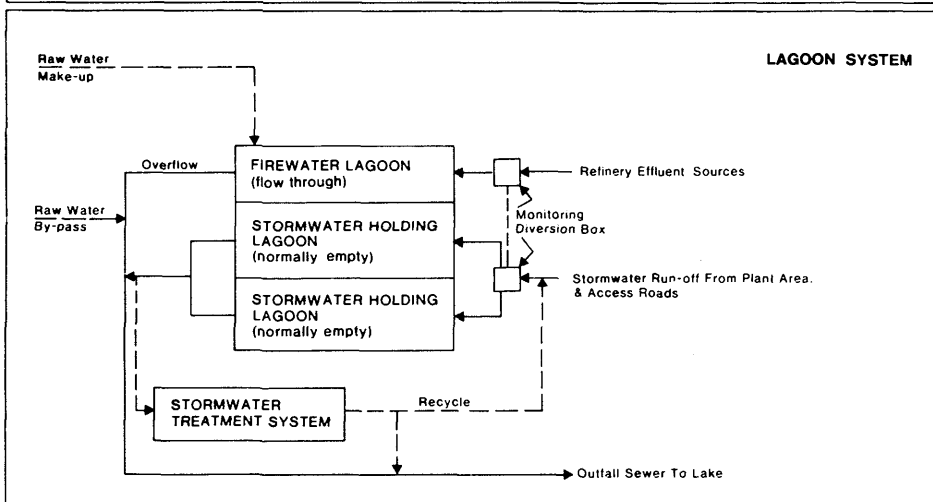 LAGOON SYSTEM
Raw Water
Make-up
Overflow
FIREWATER LAGOON
(flow through)
Refinery Effluent Sources
Raw Water
By-pass
Monitoring
Diversion Box
STORMWATER HOLDING
LAGOON
(normally empty)
Stormwater Run-off From Plant Area.
& Access Roads
STORMWATER HOLDING
LAGOON
(normally empty)
Recycle
STORMWATER
TREATMENT SYSTEM
Outfall Sewer To Lake